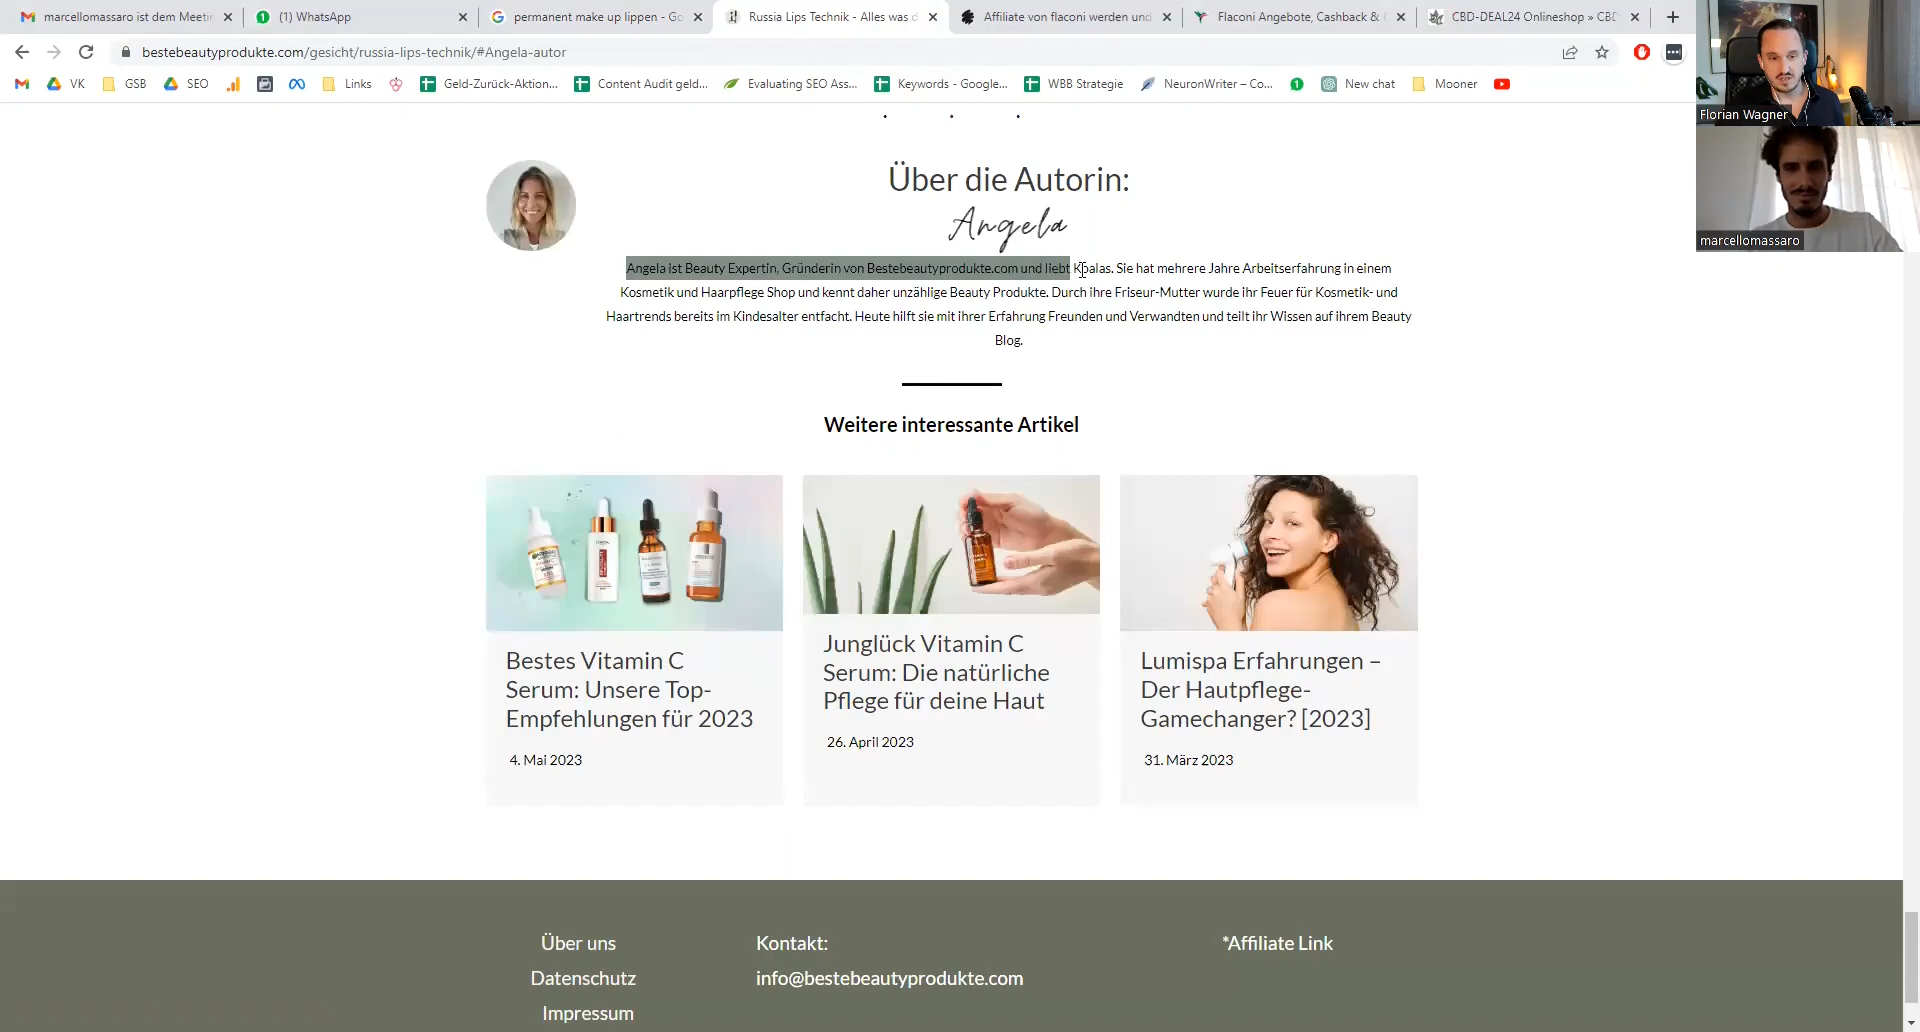 marcellomassaro ist dem Meetin
(1) WhatsApp
permanent make up lippen - Go
Russia Lips Technik - Alles was d
Affiliate von flaconi werden und
Flaconi Angebote, Cashback &
CBD-DEAL24 Onlineshop » CBD
bestebeautyprodukte.com/gesicht/russia-lips-technik/#Angela-autor
VK
GSB
SEO
Links
Geld-Zurück-Aktion...
Content Audit geld...
Evaluating SEO Ass...
Keywords - Google...
WBB Strategie
NeuronWriter – Co...
New chat
Mooner
Florian Wagner
marcellomassaro
Über die Autorin:
Angela
Angela ist Beauty Expertin, Gründerin von Bestebeautyprodukte.com und liebt Koalas. Sie hat mehrere Jahre Arbeitserfahrung in einem
Kosmetik und Haarpflege Shop und kennt daher unzählige Beauty Produkte. Durch ihre Friseur-Mutter wurde ihr Feuer für Kosmetik- und
Haartrends bereits im Kindesalter entfacht. Heute hilft sie mit ihrer Erfahrung Freunden und Verwandten und teilt ihr Wissen auf ihrem Beauty
Blog.
Weitere interessante Artikel
Bestes Vitamin C
Serum: Unsere Top-
Empfehlungen für 2023
4. Mai 2023
Junglück Vitamin C
Serum: Die natürliche
Pflege für deine Haut
26. April 2023
Lumispa Erfahrungen –
Der Hautpflege-
Gamechanger? [2023]
31. März 2023
Über uns
Datenschutz
Impressum
Kontakt:
info@bestebeautyprodukte.com
*Affiliate Link